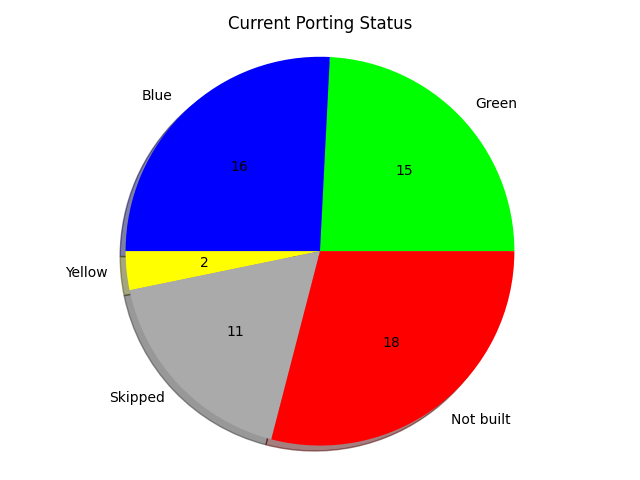 Current Porting Status
Blue
Green
16
15
Yellow
2
11
18
Skipped
Not built